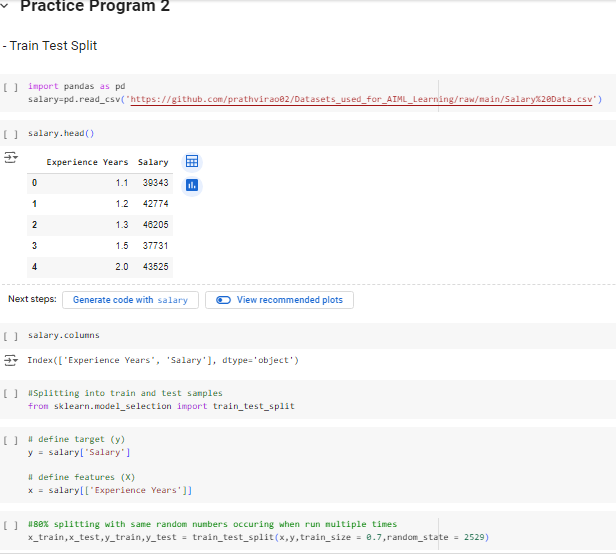 Practice Program 2
- Train Test Split
[ ] import pandas as pd
salary=pd.read_csv('https://github.com/prathvirao02/Datasets_used_for_AIML_Learning/raw/main/Salary%20Data.csv')
[ ] salary.head()
Experience Years Salary
0 1.1 39343
1 1.2 42774
2 1.3 46205
3 1.5 37731
4 2.0 43525
Next steps: Generate code with salary View recommended plots
[ ] salary.columns
Index(['Experience Years', 'Salary'], dtype='object')
[ ] #Splitting into train and test samples
from sklearn.model_selection import train_test_split
[ ] # define target (y)
y = salary['Salary']
# define features (X)
x = salary[['Experience Years']]
[ ] #80% splitting with same random numbers occuring when run multiple times
x_train,x_test,y_train,y_test = train_test_split(x,y,train_size = 0.7,random_state = 2529)